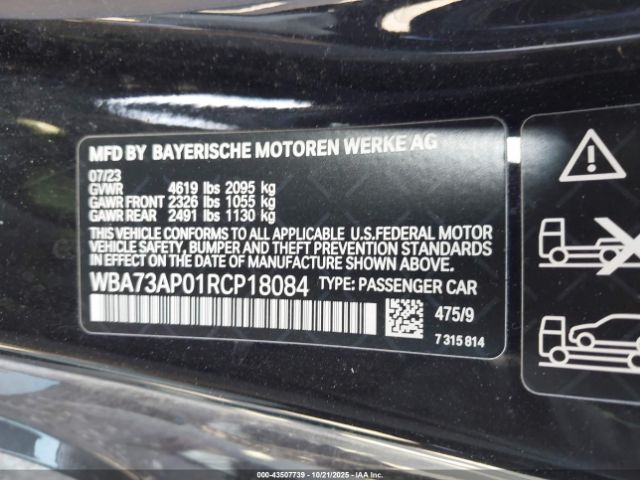 MFD BY BAYERISCHE MOTOREN WERKE AG
07/23
GVWR 4619 lbs 2095 kg
GAWR FRONT 2326 lbs 1055 kg
GAWR REAR 2491 lbs 1130 kg
THIS VEHICLE CONFORMS TO ALL APPLICABLE U.S.FEDERAL MOTOR
VEHICLE SAFETY, BUMPER AND THEFT PREVENTION STANDARDS
IN EFFECT ON THE DATE OF MANUFACTURE SHOWN ABOVE.
WBA73AP01RCP18084 TYPE: PASSENGER CAR
475/9
7 315 814
000-43507739 - 10/21/2025 - COPYRIGHT IAA, LLC